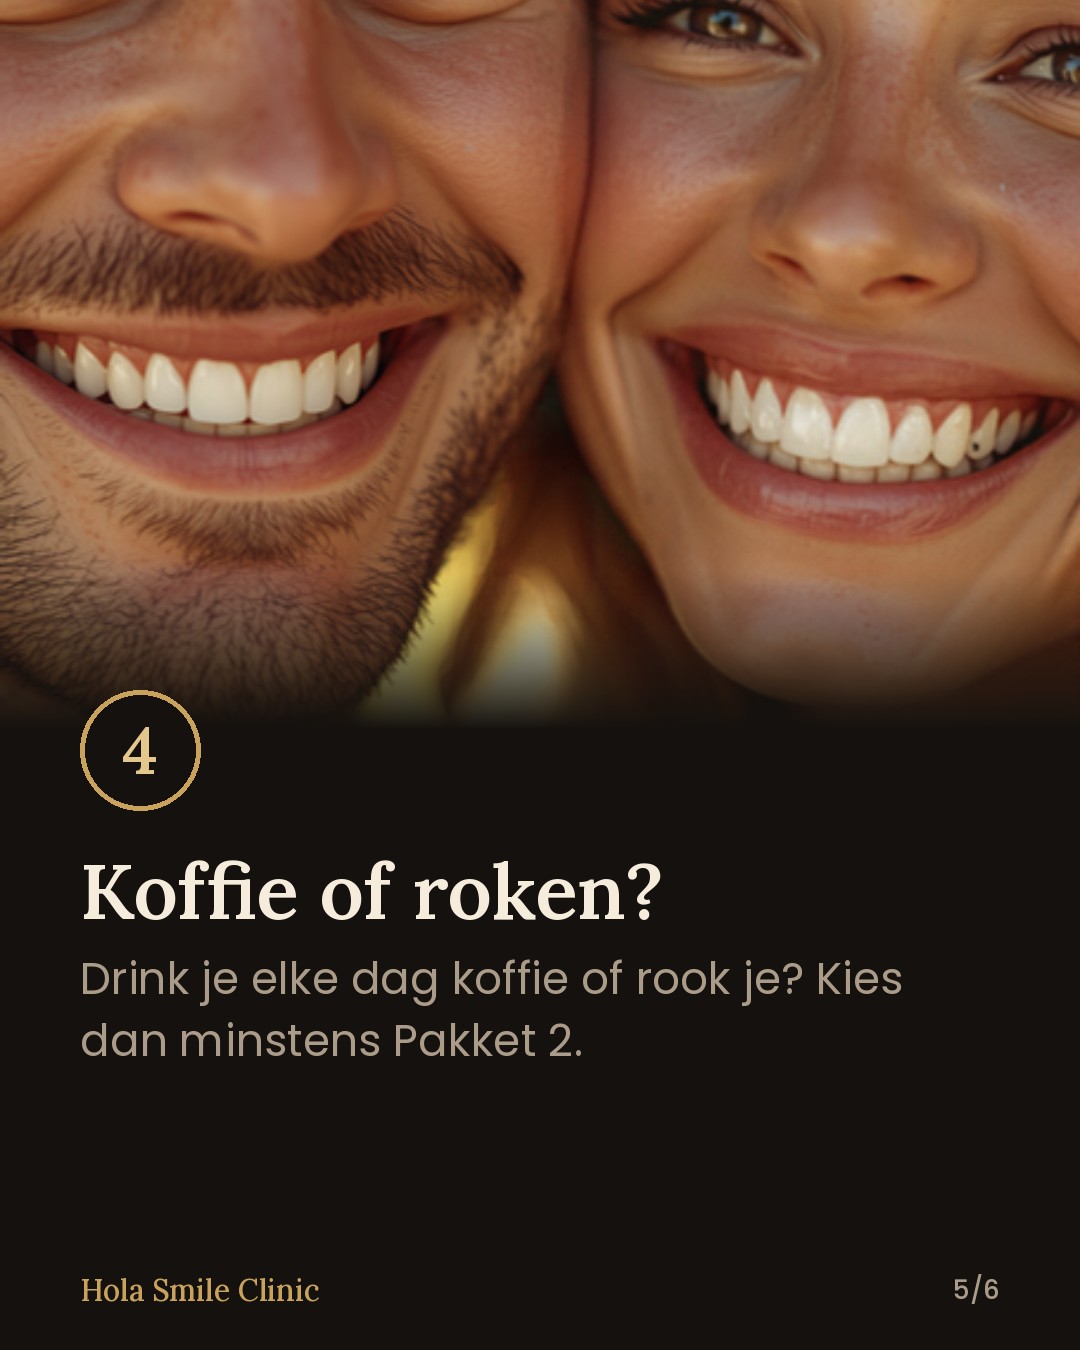 4
Koffie of roken?
Drink je elke dag koffie of rook je? Kies
dan minstens Pakket 2.
Hola Smile Clinic
5/6